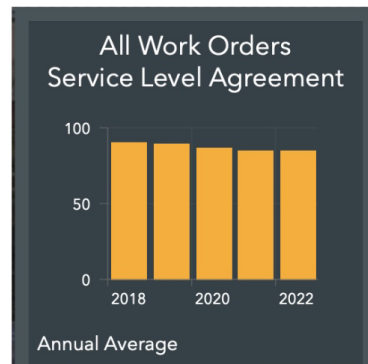 All Work Orders
Service Level Agreement
100
50
0
2018 2020 2022
Annual Average